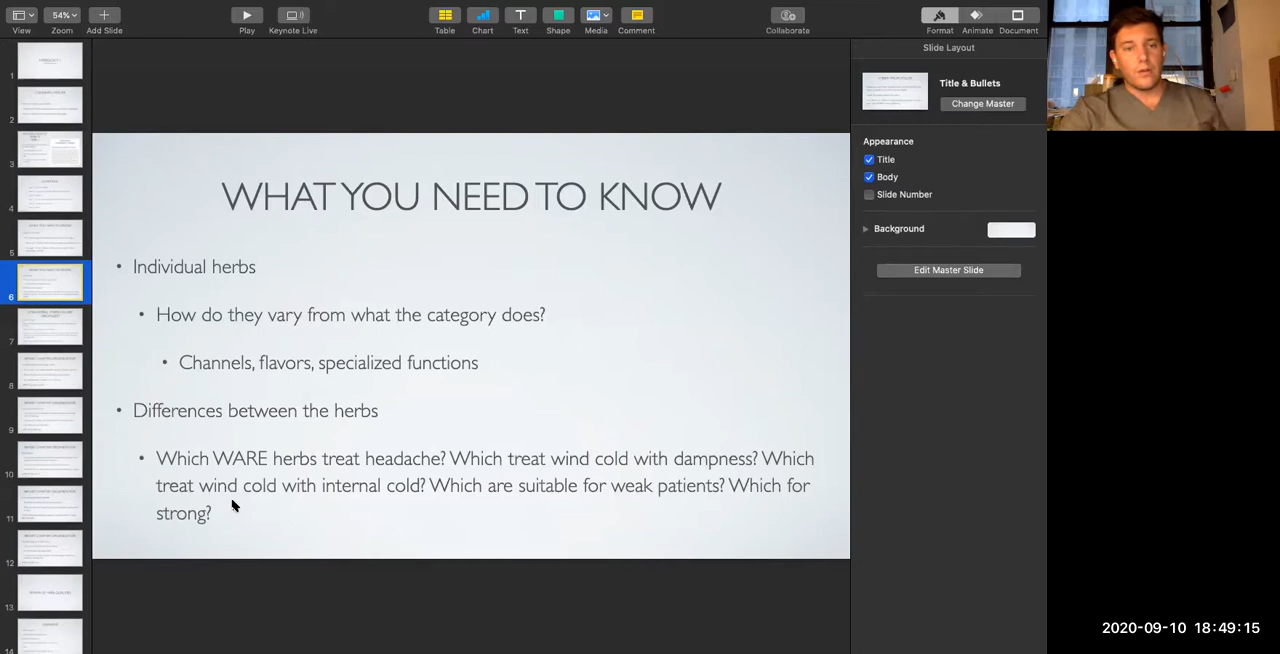 View
54%
Zoom
Add Slide
Play
Keynote Live
Table
Chart
T
Text
Shape
Media
Comment
Collaborate
Format
Animate
Document
Slide Layout
Title & Bullets
Change Master
Appearance
Title
Body
Slide Number
Background
Edit Master Slide
1
2
3
4
5
6
7
8
9
10
11
12
13
14
WHAT YOU NEED TO KNOW
• Individual herbs
• How do they vary from what the category does?
• Channels, flavors, specialized functions
• Differences between the herbs
• Which WARE herbs treat headache? Which treat wind cold with dampness? Which
treat wind cold with internal cold? Which are suitable for weak patients? Which for
strong?
2020-09-10 18:49:15